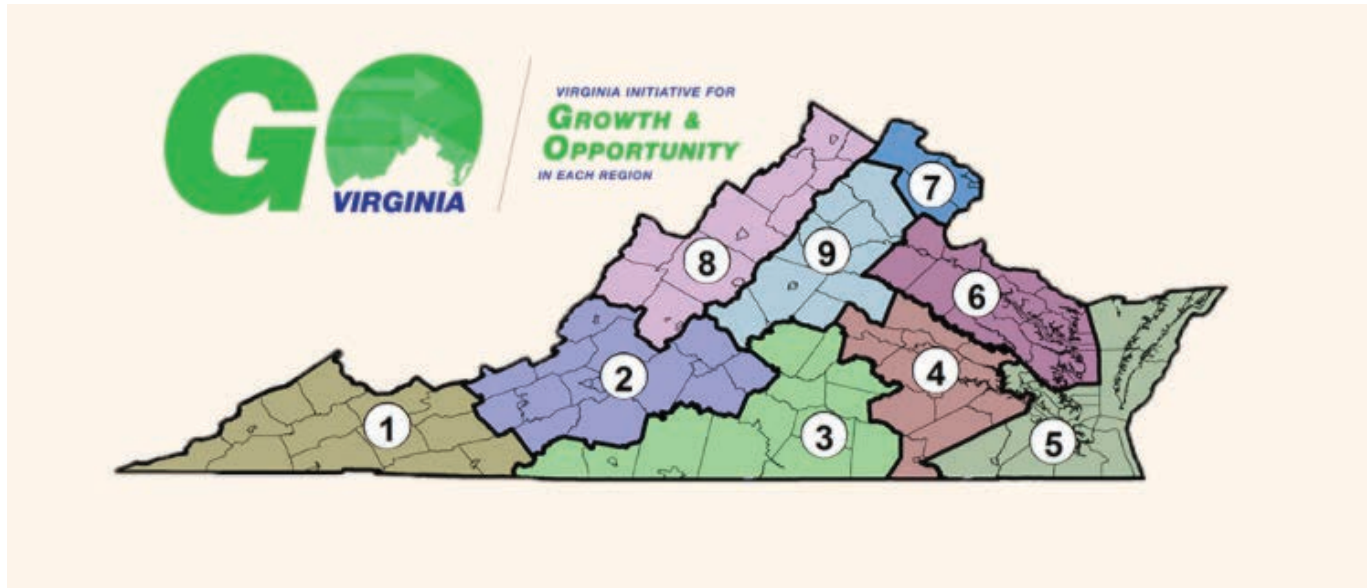 GO
VIRGINIA
VIRGINIA INITIATIVE FOR
GROWTH &
OPPORTUNITY
IN EACH REGION
7
8
9
6
2
4
1
3
5